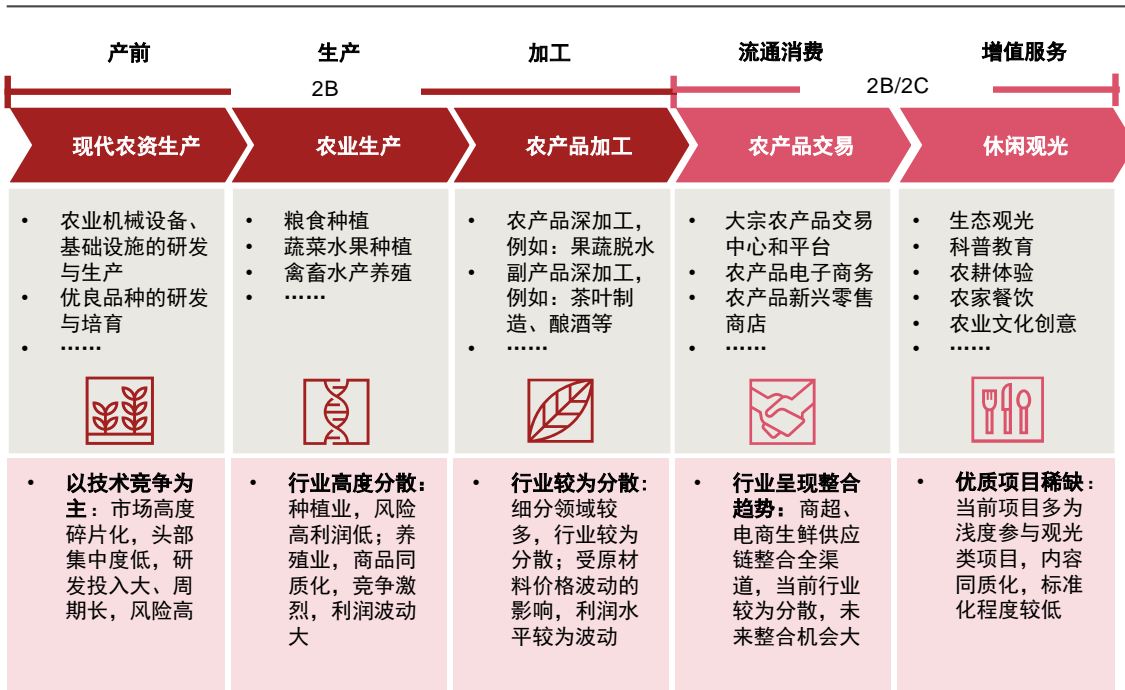 产前
生产
加工
流通消费
增值服务
2B
2B/2C
现代农资生产
农业生产
农产品加工
农产品交易
休闲观光
• 农业机械设备、
基础设施的研发
与生产
• 优良品种的研发
与培育
• ……
• 粮食种植
• 蔬菜水果种植
• 禽畜水产养殖
• ……
• 农产品深加工，
例如：果蔬脱水
• 副产品深加工，
例如：茶叶制
造、酿酒等
• ……
• 大宗农产品交易
中心和平台
• 农产品电子商务
• 农产品新兴零售
商店
• ……
• 生态观光
• 科普教育
• 农耕体验
• 农家餐饮
• 农业文化创意
• ……
• 以技术竞争为
主：市场高度
碎片化，头部
集中度低，研
发投入大、周
期长，风险高
• 行业高度分散：
种植业，风险
高利润低；养
殖业，商品同
质化，竞争激
烈，利润波动
大
• 行业较为分散：
细分领域较
多，行业较为
分散；受原材
料价格波动的
影响，利润水
平较为波动
• 行业呈现整合
趋势：商超、
电商生鲜供应
链整合全渠
道，当前行业
较为分散，未
来整合机会大
• 优质项目稀缺：
当前项目多为
浅度参与观光
类项目，内容
同质化，标准
化程度较低